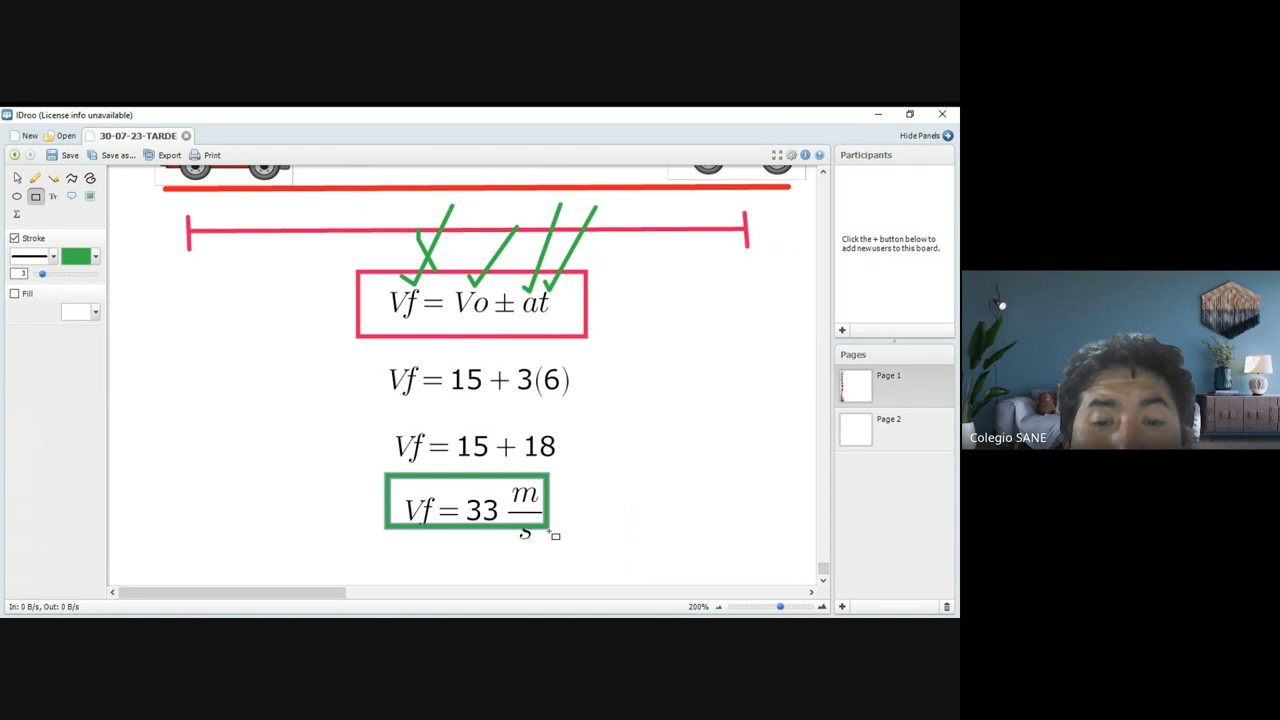 IDroo (License info unavailable)
New Open 30-07-23-TARDE Hide Panels
Save Save as... Export Print
Participants
Click the + button below to
add new users to this board.
Stroke
3
Fill
Vf = Vo ± at
Vf = 15 + 3(6)
Vf = 15 + 18
Vf = 33 m/s
Pages
Page 1
Page 2
Colegio SANE
In: 0 B/s, Out: 0 B/s
200%